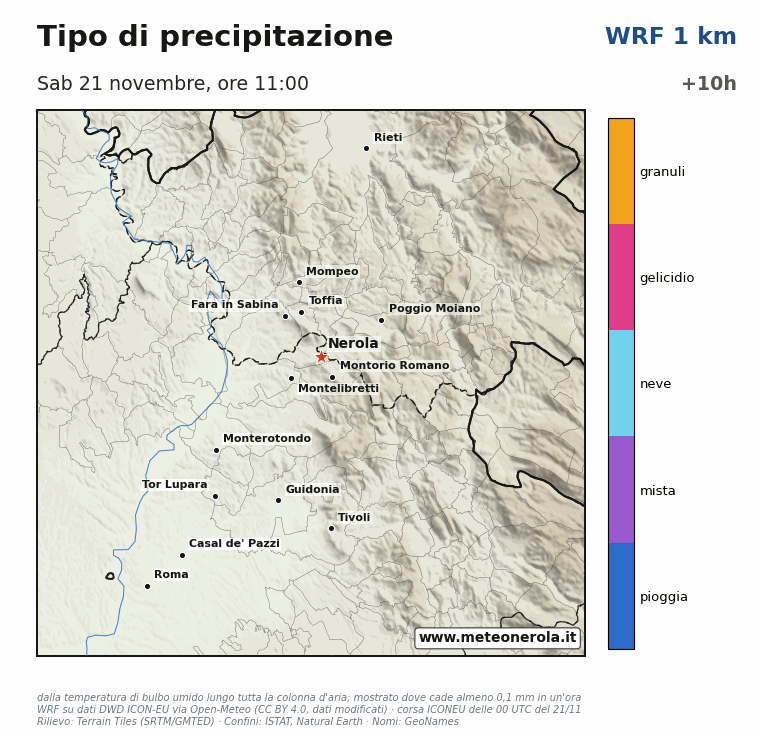 Tipo di precipitazione
WRF 1 km
Sab 21 novembre, ore 11:00
+10h
Rieti
granuli
gelicidio
Mompeo
Toffia
Fara in Sabina
Poggio Moiano
Nerola
Montorio Romano
neve
Montelibretti
Monterotondo
Tor Lupara
Guidonia
mista
Tivoli
Casal de' Pazzi
Roma
pioggia
www.meteonerola.it
dalla temperatura di bulbo umido lungo tutta la colonna d'aria; mostrato dove cade almeno 0,1 mm in un'ora
WRF su dati DWD ICON-EU via Open-Meteo (CC BY 4.0, dati modificati) · corsa ICONEU delle 00 UTC del 21/11
Rilievo: Terrain Tiles (SRTM/GMTED) · Confini: ISTAT, Natural Earth · Nomi: GeoNames